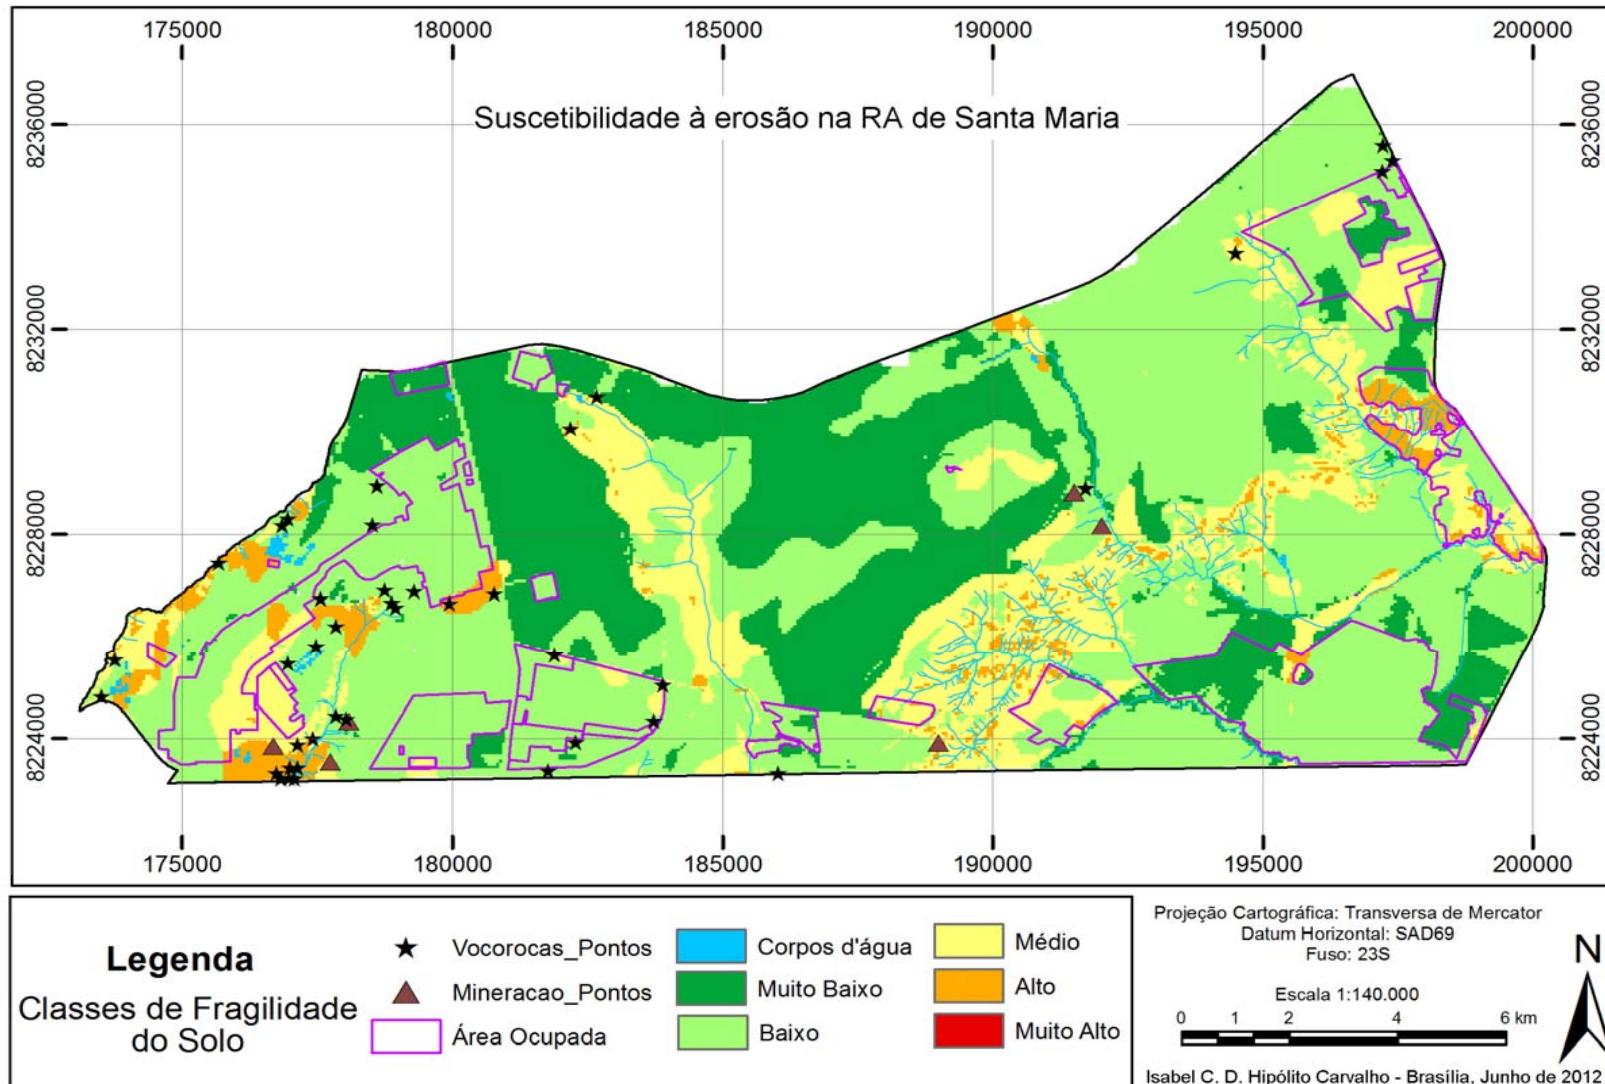 175000 180000 185000 190000 195000 200000
Suscetibilidade à erosão na RA de Santa Maria
8236000 8236000
8232000 8232000
8228000 8228000
8224000 8224000
175000 180000 185000 190000 195000 200000
Legenda
Classes de Fragilidade
do Solo
Vocorocas_Pontos
Mineracao_Pontos
Área Ocupada
Corpos d'água
Muito Baixo
Baixo
Médio
Alto
Muito Alto
Projeção Cartográfica: Transversa de Mercator
Datum Horizontal: SAD69
Fuso: 23S
Escala 1:140.000
0 1 2 4 6 km
N
Isabel C. D. Hipólito Carvalho - Brasília, Junho de 2012